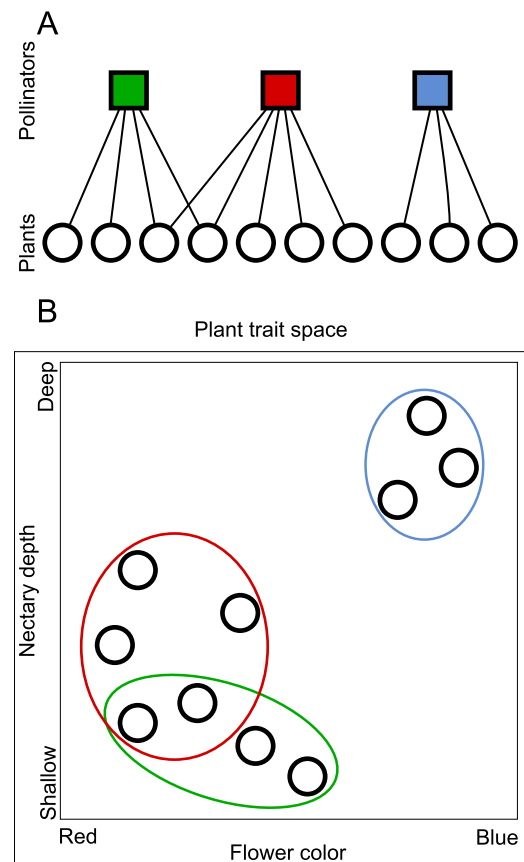 A
Pollinators
Plants
B
Plant trait space
Deep
Nectary depth
Shallow
Red
Blue
Flower color